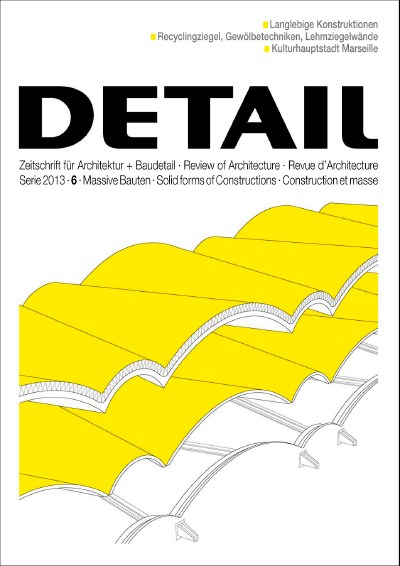 Langlebige Konstruktionen
Recyclingziegel, Gewölbetechniken, Lehmziegelwände
Kulturhauptstadt Marseille
DETAIL
Zeitschrift für Architektur + Baudetail · Review of Architecture · Revue d'Architecture
Serie 2013 · 6 · Massive Bauten · Solid forms of Constructions · Construction et masse